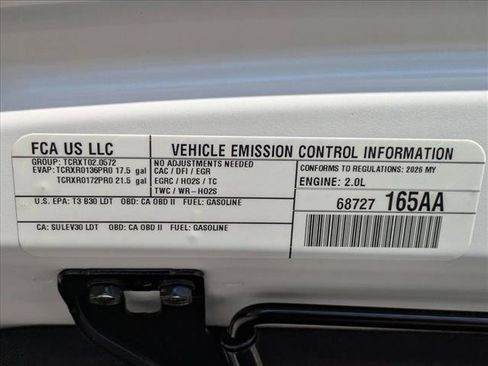 FCA US LLC
VEHICLE EMISSION CONTROL INFORMATION
GROUP: TCRXT02.0572
EVAP: TCRXR0136PR0 17.5 gal
TCRXR0172PR0 21.5 gal
NO ADJUSTMENTS NEEDED
CAC / DFI / EGR
EGRC / HO2S / TC
TWC / WR-HO2S
CONFORMS TO REGULATIONS: 2026 MY
ENGINE: 2.0L
U.S. EPA: T3 B30 LDT OBD: CA OBD II FUEL: GASOLINE
68727 165AA
CA: SULEV30 LDT OBD: CA OBD II FUEL: GASOLINE